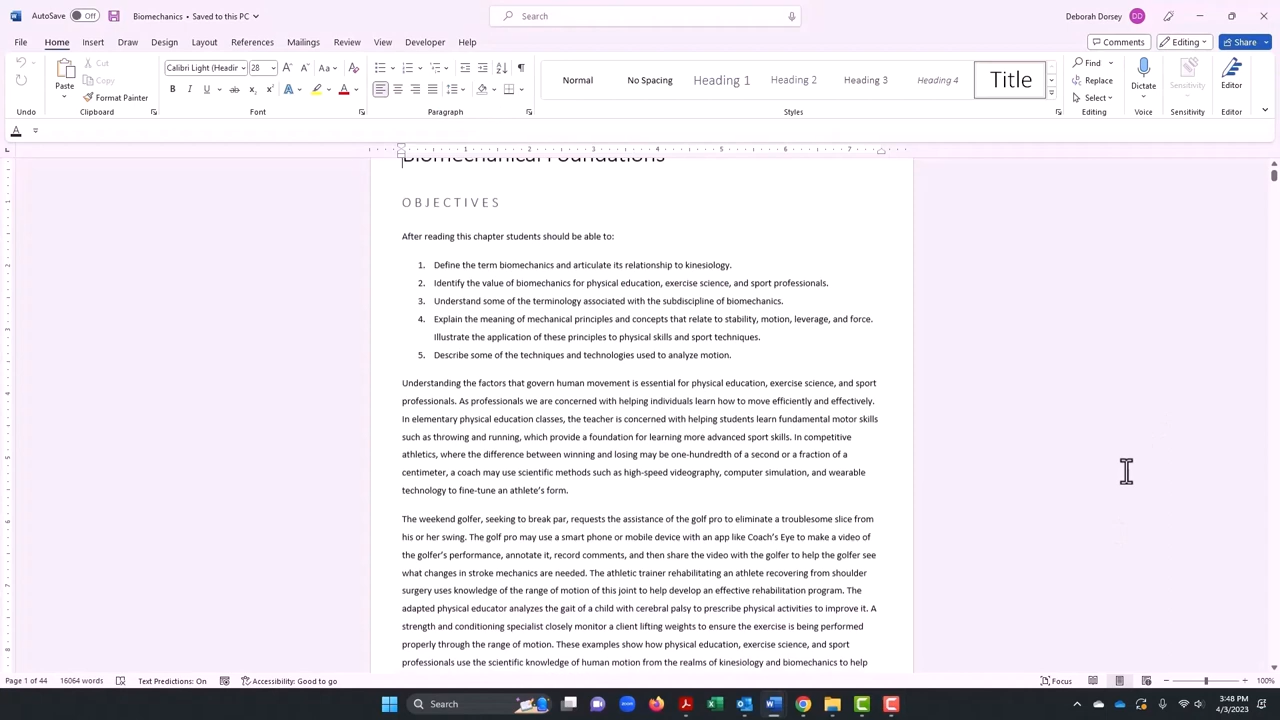 AutoSave Off Biomechanics • Saved to this PC Search Deborah Dorsey DD
File Home Insert Draw Design Layout References Mailings Review View Developer Help Comments Editing Share
Cut
Copy
Paste
Format Painter
Calibri Light (Headir 28
Normal No Spacing Heading 1 Heading 2 Heading 3 Heading 4 Title
Find
Replace
Select
Dictate Sensitivity Editor
Undo Clipboard Font Paragraph Styles Editing Voice Sensitivity Editor
1 2 3 4 5 6 7
Biomechanical Foundations
OBJECTIVES
After reading this chapter students should be able to:
1. Define the term biomechanics and articulate its relationship to kinesiology.
2. Identify the value of biomechanics for physical education, exercise science, and sport professionals.
3. Understand some of the terminology associated with the subdiscipline of biomechanics.
4. Explain the meaning of mechanical principles and concepts that relate to stability, motion, leverage, and force.
Illustrate the application of these principles to physical skills and sport techniques.
5. Describe some of the techniques and technologies used to analyze motion.
Understanding the factors that govern human movement is essential for physical education, exercise science, and sport
professionals. As professionals we are concerned with helping individuals learn how to move efficiently and effectively.
In elementary physical education classes, the teacher is concerned with helping students learn fundamental motor skills
such as throwing and running, which provide a foundation for learning more advanced sport skills. In competitive
athletics, where the difference between winning and losing may be one-hundredth of a second or a fraction of a
centimeter, a coach may use scientific methods such as high-speed videography, computer simulation, and wearable
technology to fine-tune an athlete's form.
The weekend golfer, seeking to break par, requests the assistance of the golf pro to eliminate a troublesome slice from
his or her swing. The golf pro may use a smart phone or mobile device with an app like Coach's Eye to make a video of
the golfer's performance, annotate it, record comments, and then share the video with the golfer to help the golfer see
what changes in stroke mechanics are needed. The athletic trainer rehabilitating an athlete recovering from shoulder
surgery uses knowledge of the range of motion of this joint to help develop an effective rehabilitation program. The
adapted physical educator analyzes the gait of a child with cerebral palsy to prescribe physical activities to improve it. A
strength and conditioning specialist closely monitor a client lifting weights to ensure the exercise is being performed
properly through the range of motion. These examples show how physical education, exercise science, and sport
professionals use the scientific knowledge of human motion from the realms of kinesiology and biomechanics to help
Page 1 of 44 16064 words Text Predictions: On Accessibility: Good to go Focus 100%
Search 3:48 PM
4/3/2023